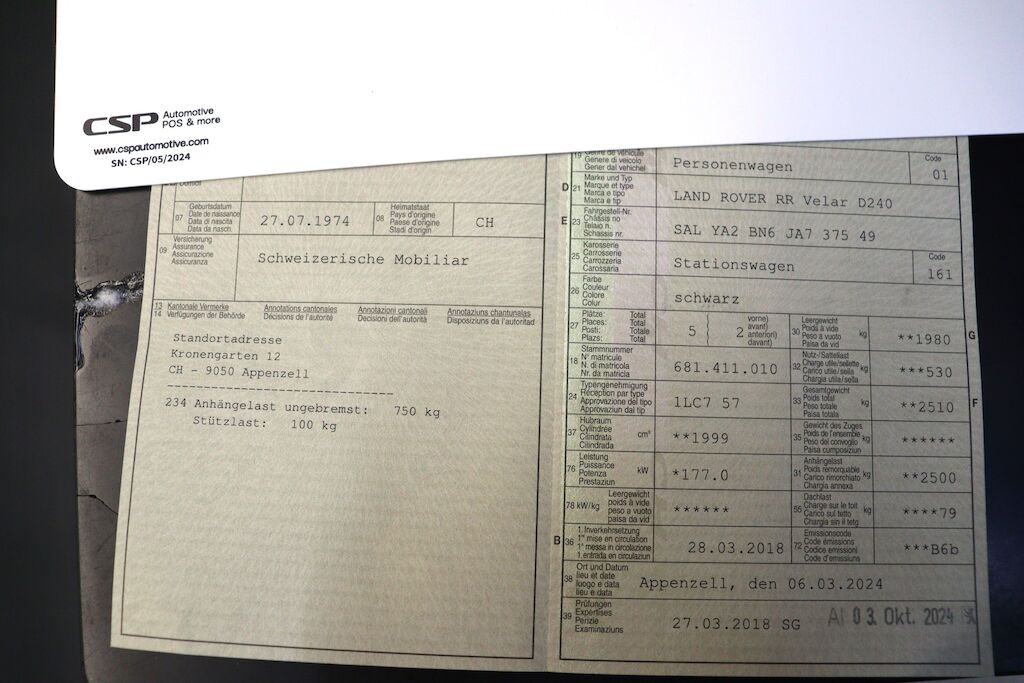 CSP Automotive
POS & more
www.cspautomotive.com
SN: CSP/05/2024
07 Geburtsdatum
Date de naissance
Data di nascita
Data da nasch.
27.07.1974
08 Heimatstaat
Pays d'origine
Paese d'origine
Stadi d'origin
CH
09 Versicherung
Assurance
Assicurazione
Assicuranza
Schweizerische Mobiliar
13 Kantonale Vermerke Annotations cantonales Annotazioni cantonali Annotaziuns chantunalas
14 Verfügungen der Behörde Décisions de l'autorité Decisioni dell'autorità Disposiziuns da l'autoritad
Standortadresse
Kronengarten 12
CH - 9050 Appenzell
234 Anhängelast ungebremst: 750 kg
Stützlast: 100 kg
19 Genre de véhicule
Genere di veicolo
Gener dal vehichel
Personenwagen
Code
01
D 21 Marke und Typ
Marque et type
Marca e tipo
Marca e tip
LAND ROVER RR Velar D240
E 23 Fahrgestell-Nr.
Châssis no
Telaio n.
Schassis nr.
SAL YA2 BN6 JA7 375 49
25 Karosserie
Carrosserie
Carrozzeria
Carossaria
Stationswagen
Code
161
26 Farbe
Couleur
Colore
Colur
schwarz
27 Plätze: Total
Places: Total
Posti: Totale
Plazs: Total
5 2
vorne)
avant)
anteriori)
davant)
30 Leergewicht
Poids à vide
Peso a vuoto
Paisa da vid
kg
**1980
G
18 Stammnummer
N° matricule
N. di matricola
Nr. da matricla
681.411.010
32 Nutz-/Sattellast
Charge utile/sellette
Carico utile/sella
Chargia utila/sella
kg
***530
24 Typengenehmigung
Réception par type
Approvazione del tipo
Approvaziun dal tip
1LC7 57
33 Gesamtgewicht
Poids total
Peso totale
Paisa totala
kg
**2510
F
37 Hubraum
Cylindrée
Cilindrata
Cilindrada
cm³
**1999
35 Gewicht des Zuges
Poids de l'ensemble
Peso del convoglio
Paisa cumposiziun
kg
******
76 Leistung
Puissance
Potenza
Prestaziun
kW
*177.0
31 Anhängelast
Poids remorquable
Carico rimorchiato
Chargia annexa
kg
**2500
78 kW/kg Leergewicht
poids à vide
peso a vuoto
paisa da vid
******
55 Dachlast
Charge sur le toit
Carico sul tetto
Chargia sin il tetg
kg
****79
B 36 1. Inverkehrsetzung
1re mise en circulation
1a messa in circolazione
1. entrada en circulaziun
28.03.2018
72 Emissionscode
Code émissions
Codice emissioni
Code d'emissiuns
***B6b
38 Ort und Datum
lieu et date
luogo e data
lieu e data
Appenzell, den 06.03.2024
39 Prüfungen
Expertises
Perizie
Examinaziuns
27.03.2018 SG
AI 03. Okt. 2024